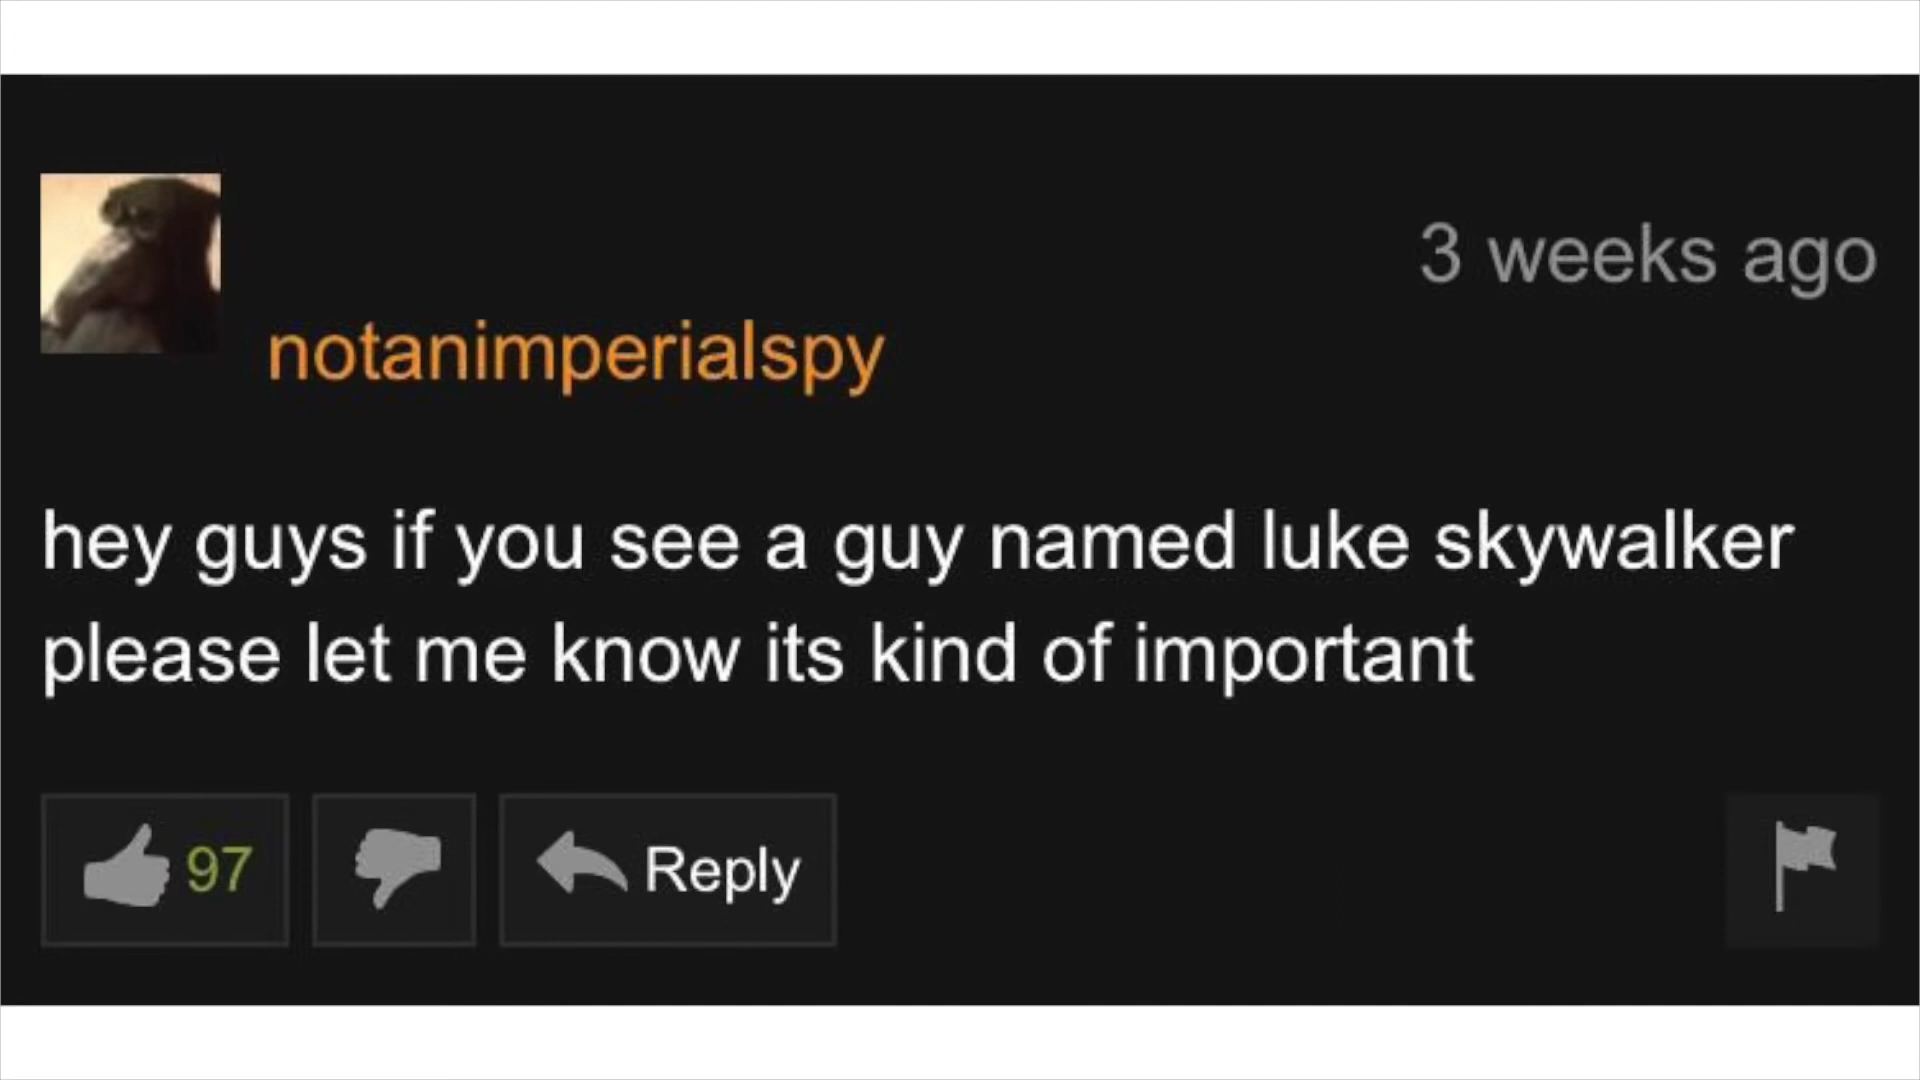 3 weeks ago
notanimperialspy
hey guys if you see a guy named luke skywalker
please let me know its kind of important
97
Reply